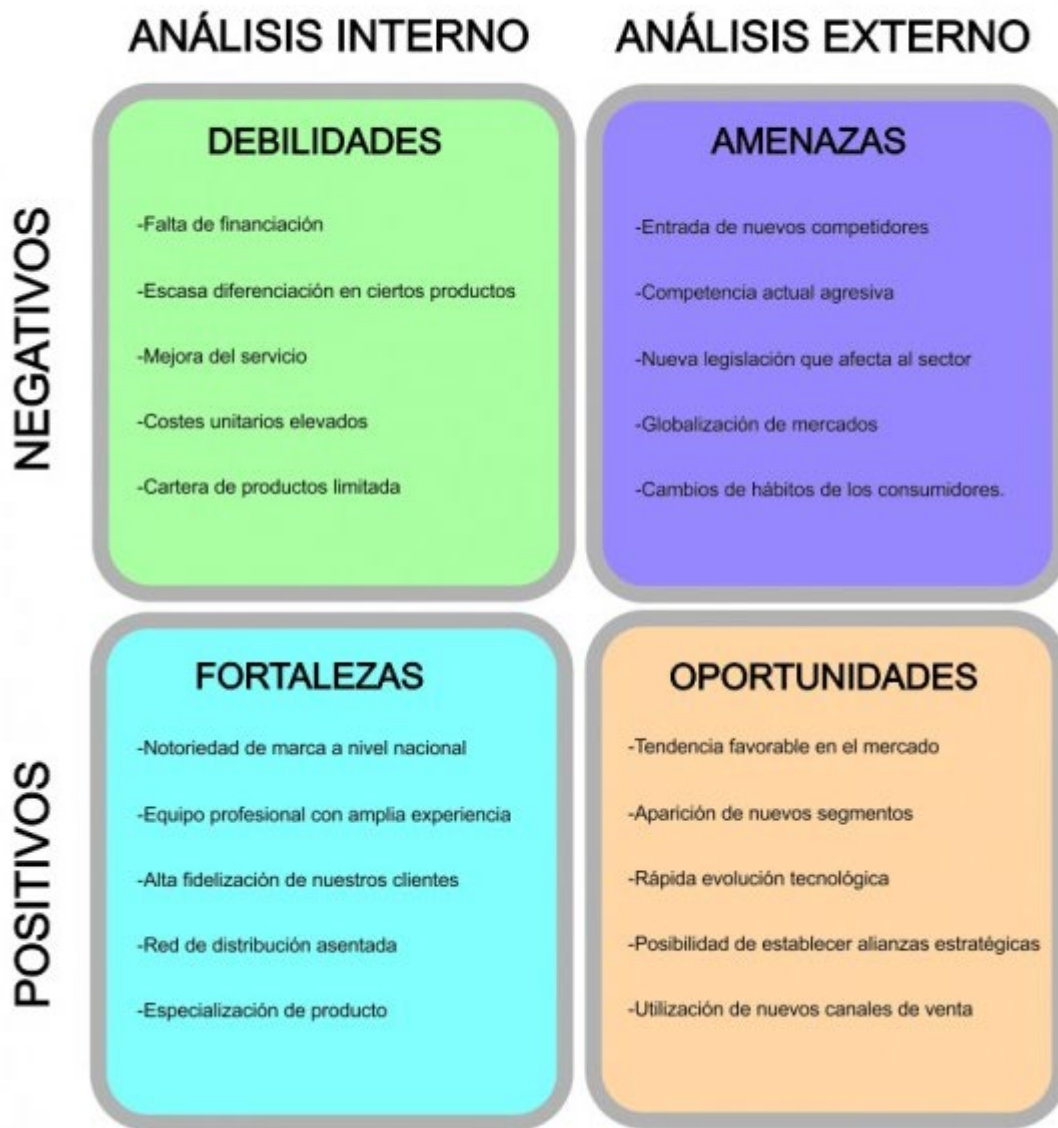 ANÁLISIS INTERNO
ANÁLISIS EXTERNO
NEGATIVOS
DEBILIDADES
-Falta de financiación
-Escasa diferenciación en ciertos productos
-Mejora del servicio
-Costes unitarios elevados
-Cartera de productos limitada
AMENAZAS
-Entrada de nuevos competidores
-Competencia actual agresiva
-Nueva legislación que afecta al sector
-Globalización de mercados
-Cambios de hábitos de los consumidores.
POSITIVOS
FORTALEZAS
-Notoriedad de marca a nivel nacional
-Equipo profesional con amplia experiencia
-Alta fidelización de nuestros clientes
-Red de distribución asentada
-Especialización de producto
OPORTUNIDADES
-Tendencia favorable en el mercado
-Aparición de nuevos segmentos
-Rápida evolución tecnológica
-Posibilidad de establecer alianzas estratégicas
-Utilización de nuevos canales de venta